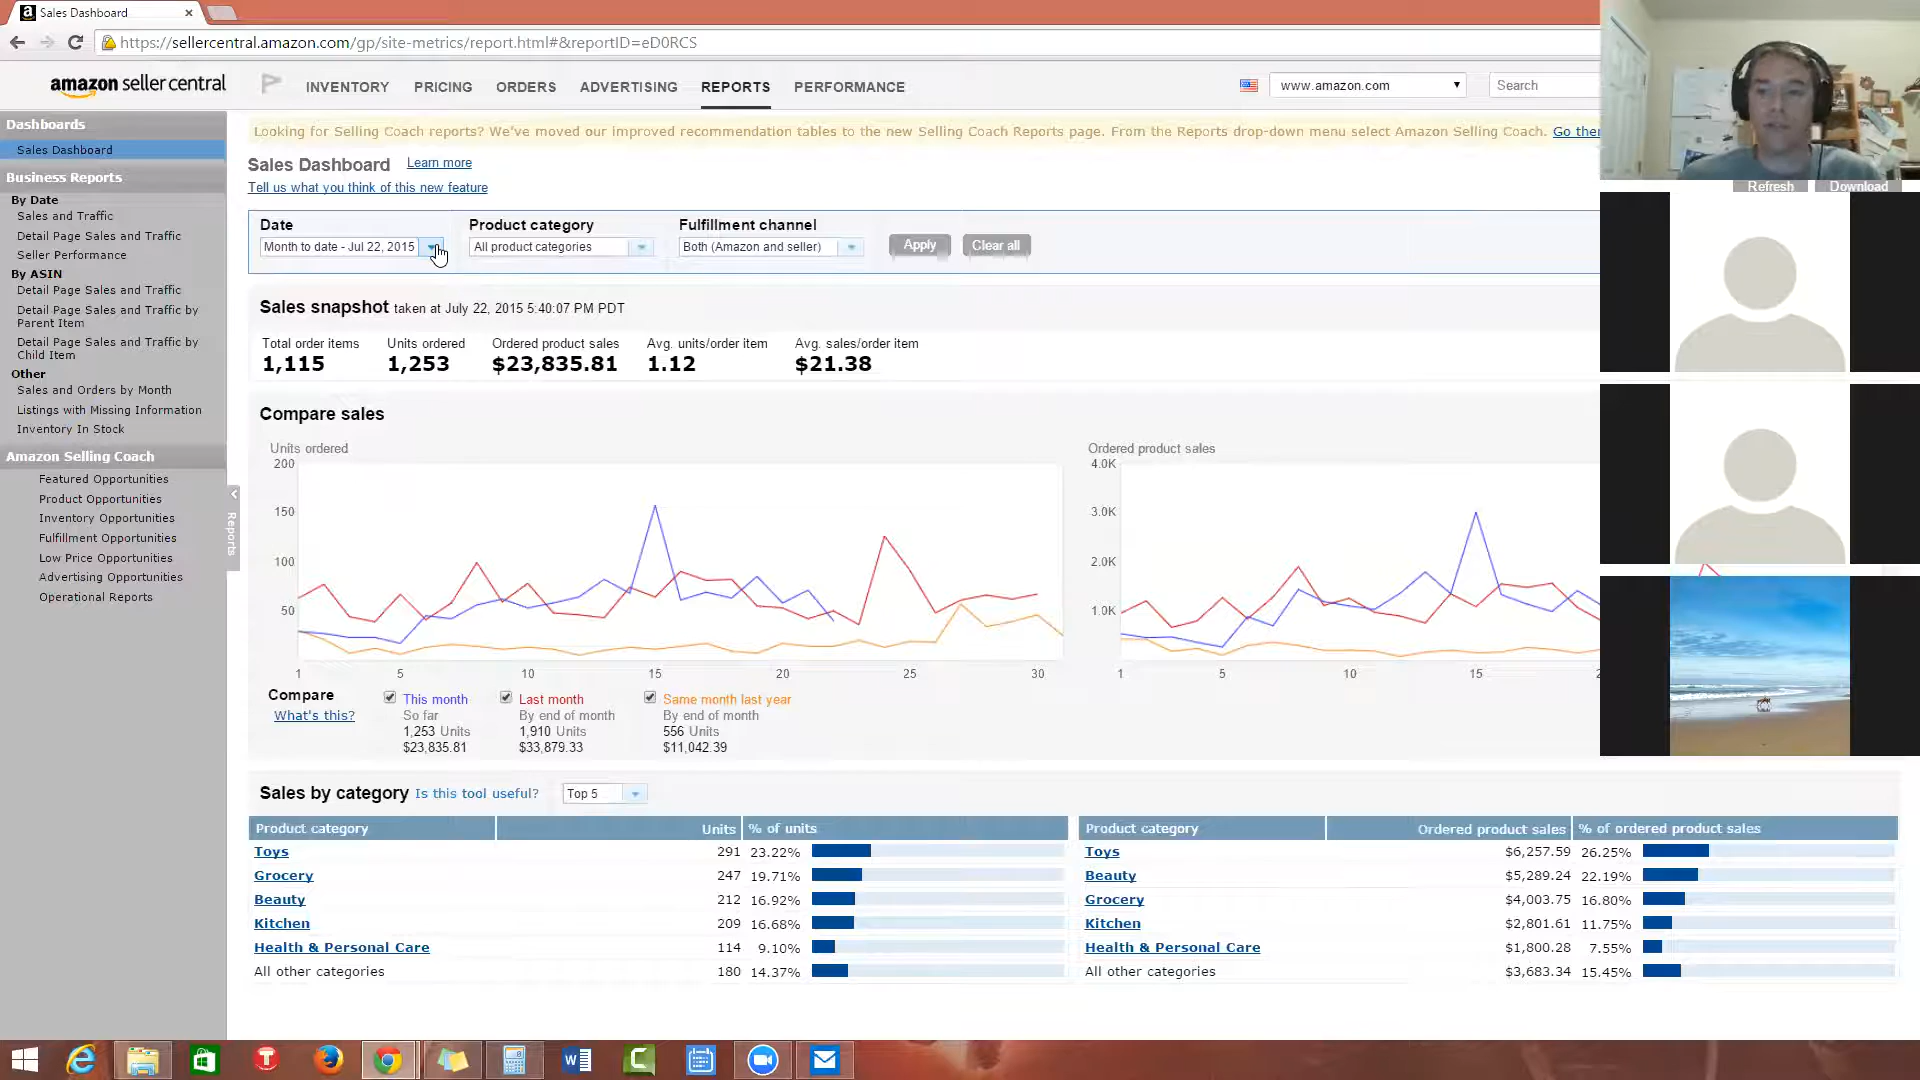 Sales Dashboard
https://sellercentral.amazon.com/gp/site-metrics/report.html#&reportID=eD0RCS
amazon seller central
INVENTORY PRICING ORDERS ADVERTISING REPORTS PERFORMANCE
www.amazon.com
Search
Dashboards
Sales Dashboard
Business Reports
By Date
Sales and Traffic
Detail Page Sales and Traffic
Seller Performance
By ASIN
Detail Page Sales and Traffic
Detail Page Sales and Traffic by
Parent Item
Detail Page Sales and Traffic by
Child Item
Other
Sales and Orders by Month
Listings with Missing Information
Inventory In Stock
Amazon Selling Coach
Featured Opportunities
Product Opportunities
Inventory Opportunities
Fulfillment Opportunities
Low Price Opportunities
Advertising Opportunities
Operational Reports
Reports
Looking for Selling Coach reports? We've moved our improved recommendation tables to the new Selling Coach Reports page. From the Reports drop-down menu select Amazon Selling Coach. Go
Sales Dashboard Learn more
Tell us what you think of this new feature
Refresh Download
Date Product category Fulfillment channel
Month to date - Jul 22, 2015 All product categories Both (Amazon and seller) Apply Clear all
Sales snapshot taken at July 22, 2015 5:40:07 PM PDT
Total order items Units ordered Ordered product sales Avg. units/order item Avg. sales/order item
1,115 1,253 $23,835.81 1.12 $21.38
Compare sales
Units ordered
200
150
100
50
1 5 10 15 20 25 30
Ordered product sales
4.0K
3.0K
2.0K
1.0K
1 5 10 15
Compare This month Last month Same month last year
What's this? So far By end of month By end of month
1,253 Units 1,910 Units 556 Units
$23,835.81 $33,879.33 $11,042.39
Sales by category Is this tool useful? Top 5
Product category Units % of units
Toys 291 23.22%
Grocery 247 19.71%
Beauty 212 16.92%
Kitchen 209 16.68%
Health & Personal Care 114 9.10%
All other categories 180 14.37%
Product category Ordered product sales % of ordered product sales
Toys $6,257.59 26.25%
Beauty $5,289.24 22.19%
Grocery $4,003.75 16.80%
Kitchen $2,801.61 11.75%
Health & Personal Care $1,800.28 7.55%
All other categories $3,683.34 15.45%